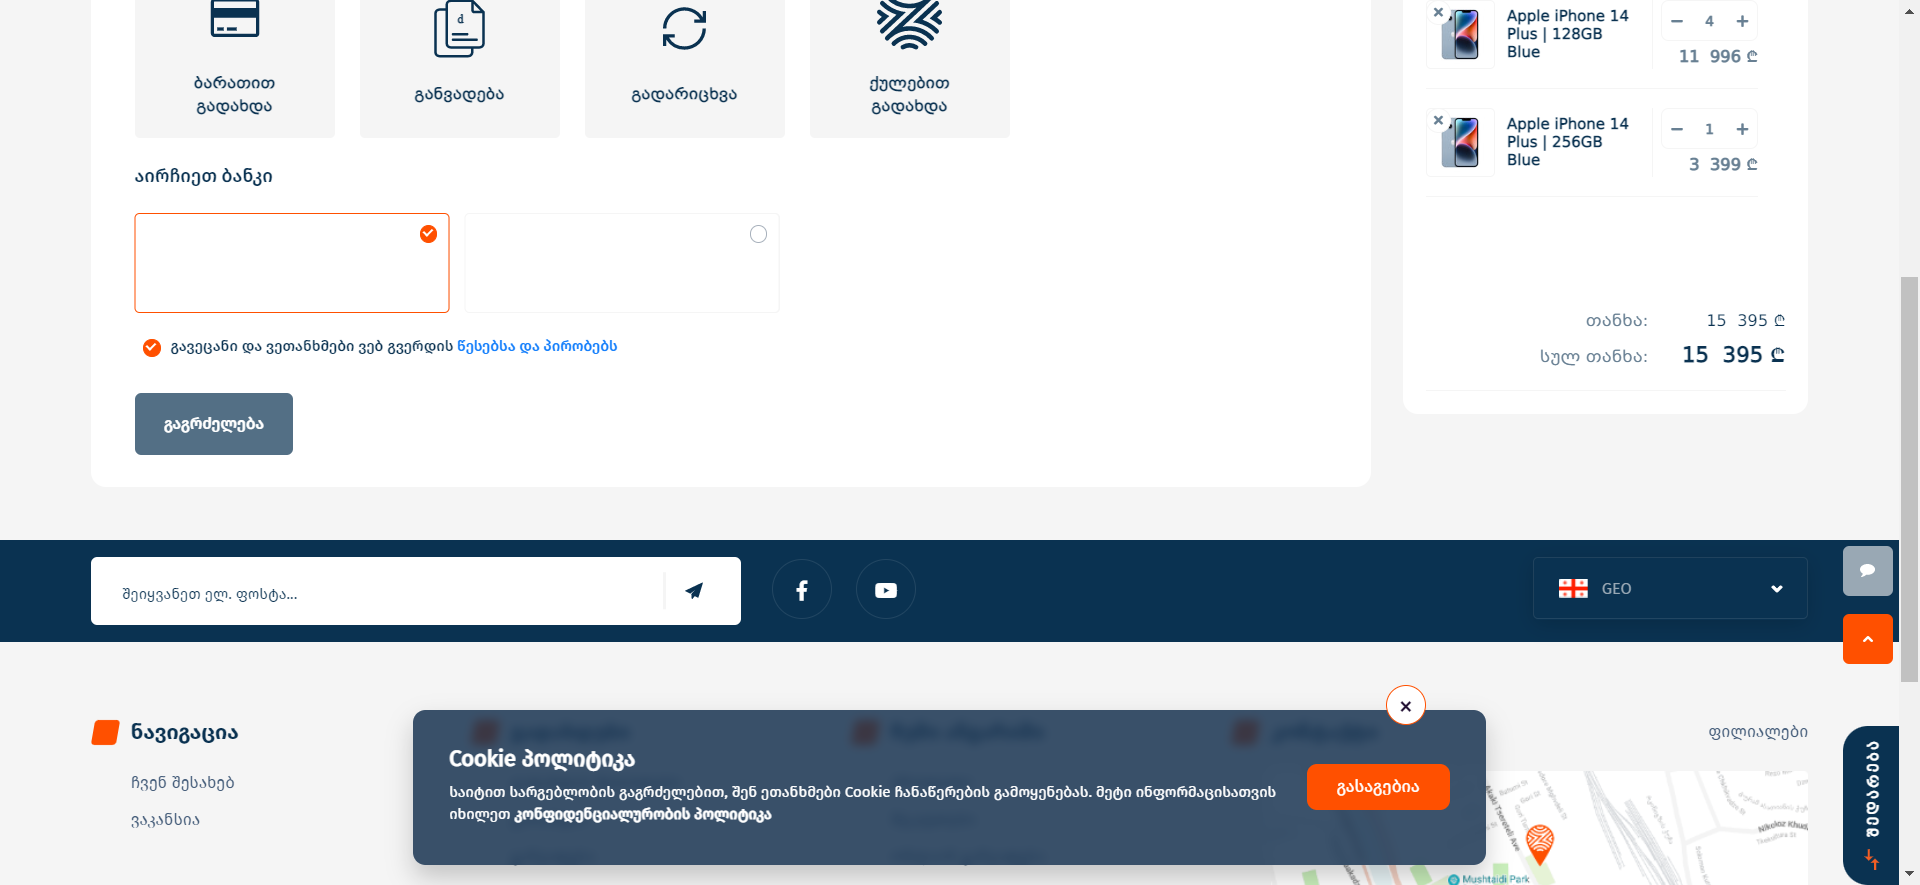 ბარათით
გადახდა
განვადება
გადარიცხვა
ქულებით
გადახდა
აირჩიეთ ბანკი
გავეცანი და ვეთანხმები ვებ გვერდის წესებსა და პირობებს
გაგრძელება
Apple iPhone 14
Plus | 128GB
Blue
4
11 996 ₾
Apple iPhone 14
Plus | 256GB
Blue
1
3 399 ₾
თანხა: 15 395 ₾
სულ თანხა: 15 395 ₾
შეიყვანეთ ელ. ფოსტა...
GEO
ნავიგაცია
ჩვენ შესახებ
ვაკანსია
ფილიალები
Cookie პოლიტიკა
საიტით სარგებლობის გაგრძელებით, შენ ეთანხმები Cookie ჩანაწერების გამოყენებას. მეტი ინფორმაციისათვის
იხილეთ კონფიდენციალურობის პოლიტიკა
გასაგებია
შედარება
Mushtaidi Park